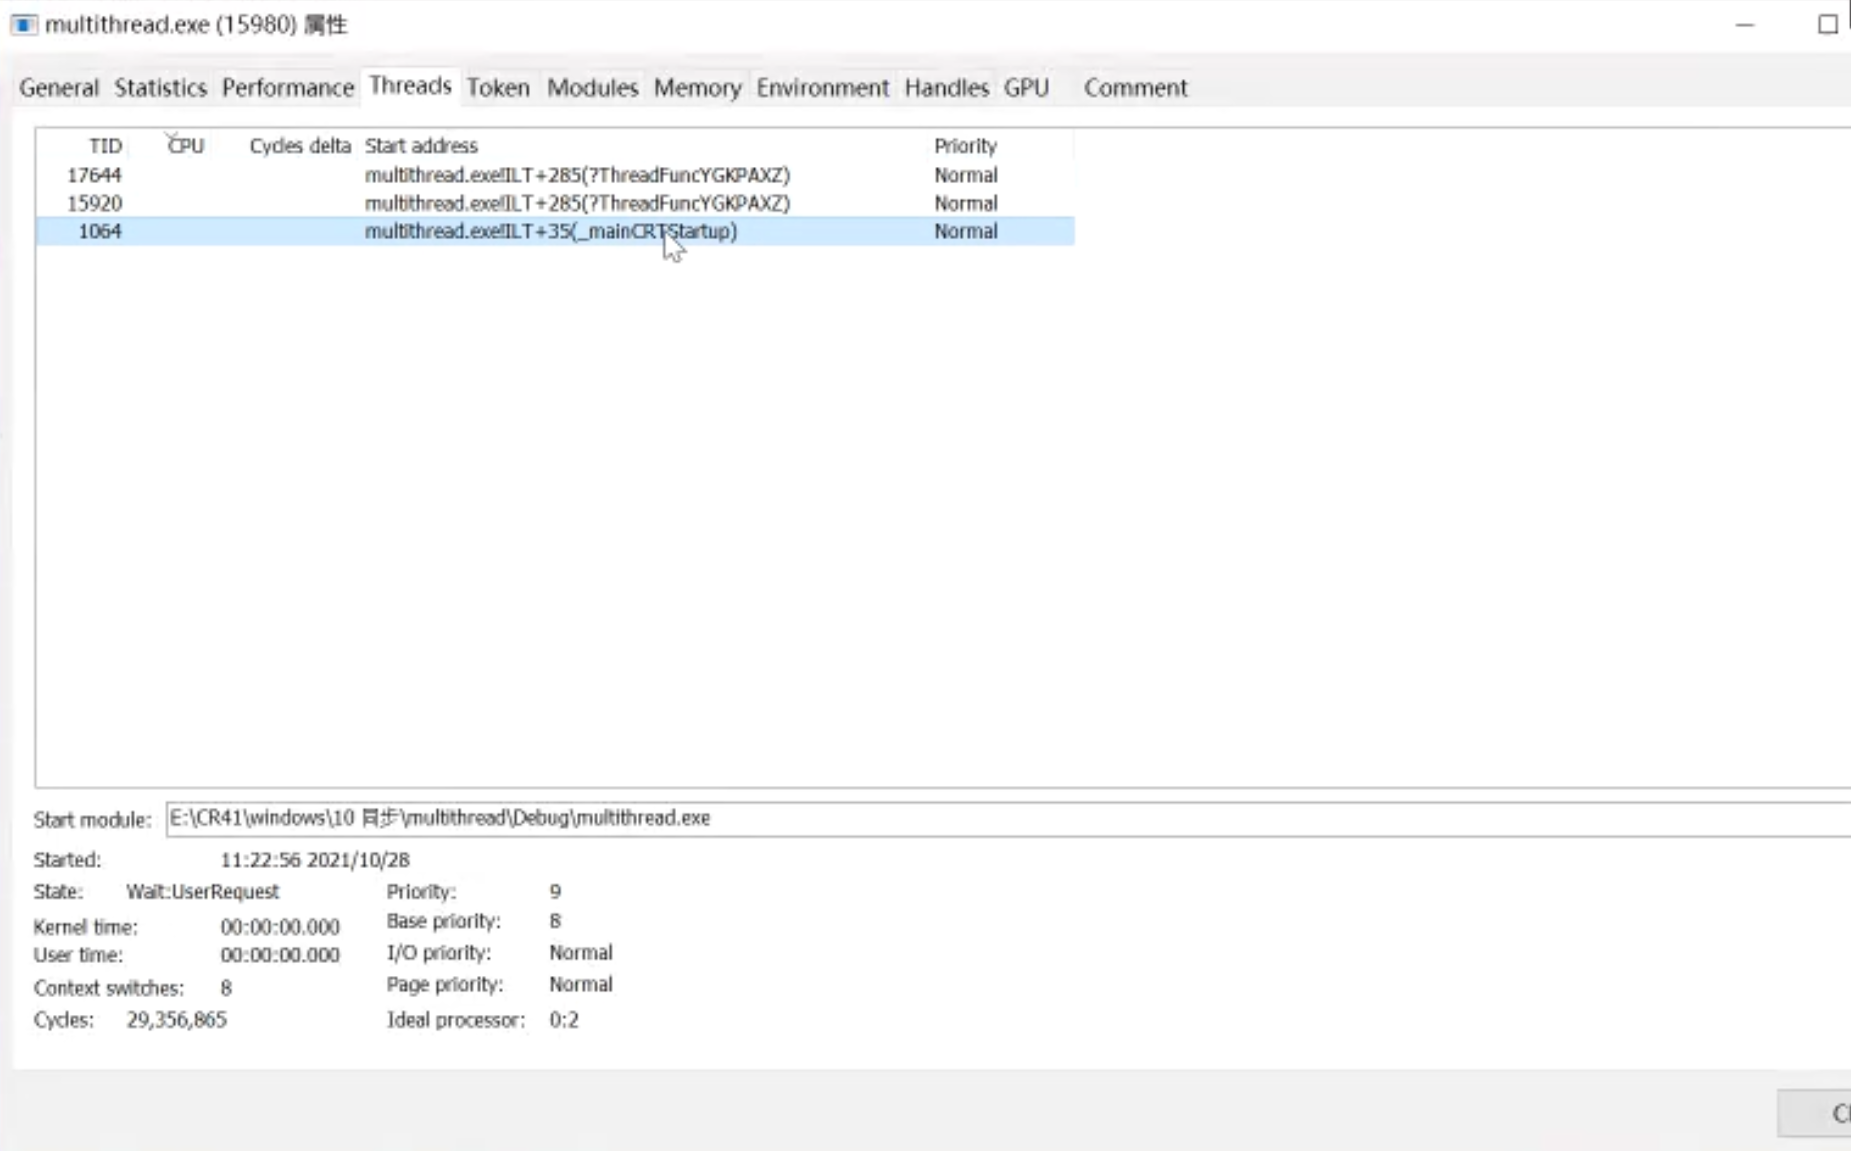 multithread.exe (15980) 属性
General Statistics Performance Threads Token Modules Memory Environment Handles GPU Comment
TID CPU Cycles delta Start address Priority
17644 multithread.exe!ILT+285(?ThreadFuncYGKPAXZ) Normal
15920 multithread.exe!ILT+285(?ThreadFuncYGKPAXZ) Normal
1064 multithread.exe!ILT+35(_mainCRTStartup) Normal
Start module: E:\CR41\windows\10 同步\multithread\Debug\multithread.exe
Started: 11:22:56 2021/10/28
State: Wait:UserRequest Priority: 9
Kernel time: 00:00:00.000 Base priority: 8
User time: 00:00:00.000 I/O priority: Normal
Context switches: 8 Page priority: Normal
Cycles: 29,356,865 Ideal processor: 0:2